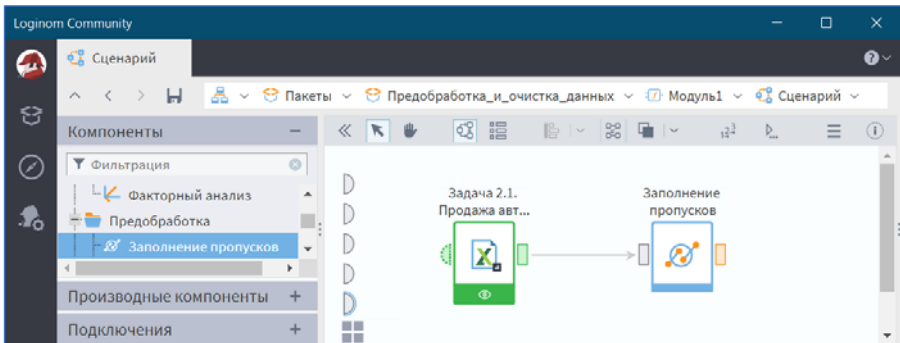 Loginom Community
Сценарий
Пакеты Предобработка_и_очистка_данных Модуль1 Сценарий
Компоненты
Фильтрация
Факторный анализ
Предобработка
Заполнение пропусков
Производные компоненты
Подключения
Задача 2.1.
Продажа авт...
Заполнение
пропусков